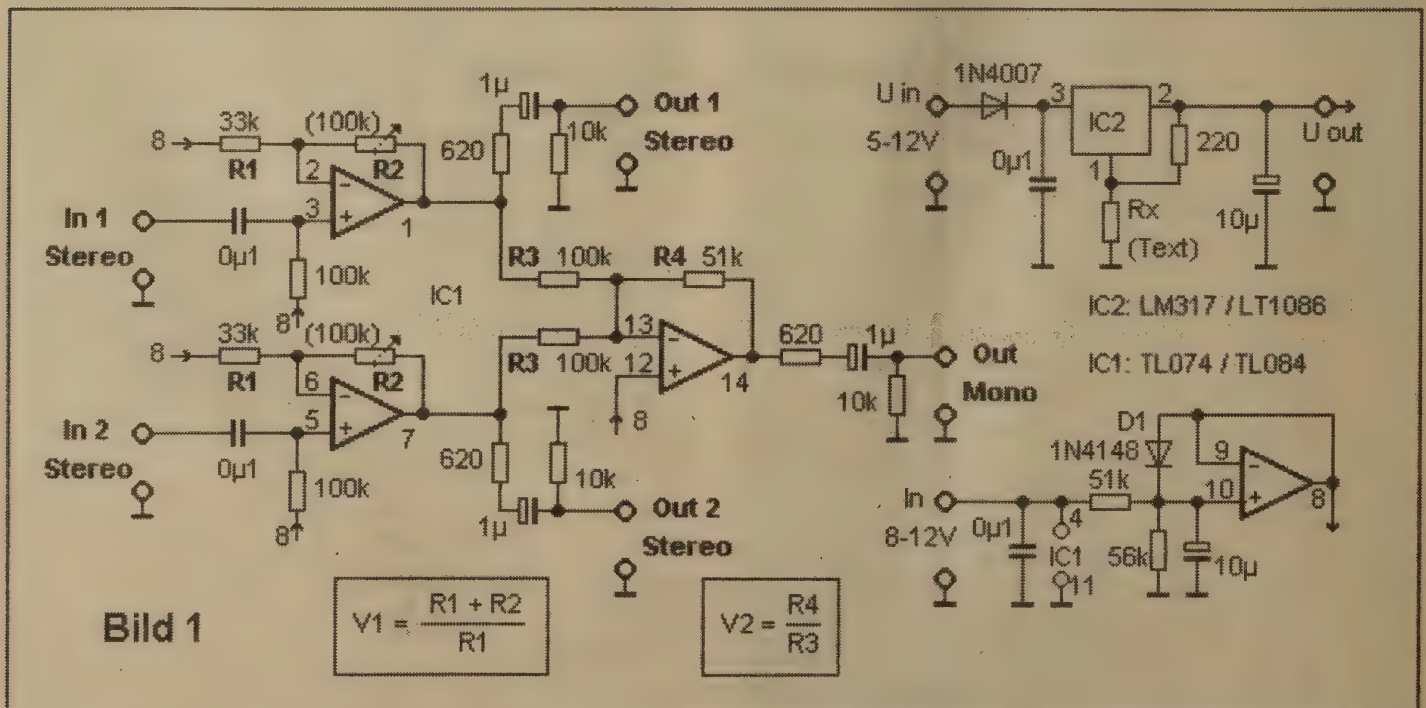 1µ
Out 1
Stereo
10k
620
33k
(100k)
8
R1
R2
2
3
1
In 1
Stereo
0µ1
100k
8
IC1
R3
100k
R4
51k
33k
(100k)
8
R1
R2
6
5
7
In 2
Stereo
0µ1
100k
8
R3
100k
13
12
14
8
620
1µ
10k
Out
Mono
620
10k
1µ
Out 2
Stereo
U in
5-12V
1N4007
3
IC2
2
1
0µ1
220
Rx
(Text)
10µ
U out
IC2: LM317 / LT1086
IC1: TL074 / TL084
D1
1N4148
In
8-12V
0µ1
4
IC1
11
51k
56k
10µ
9
10
8
Bild 1
V1 = R1 + R2
R1
V2 = R4
R3